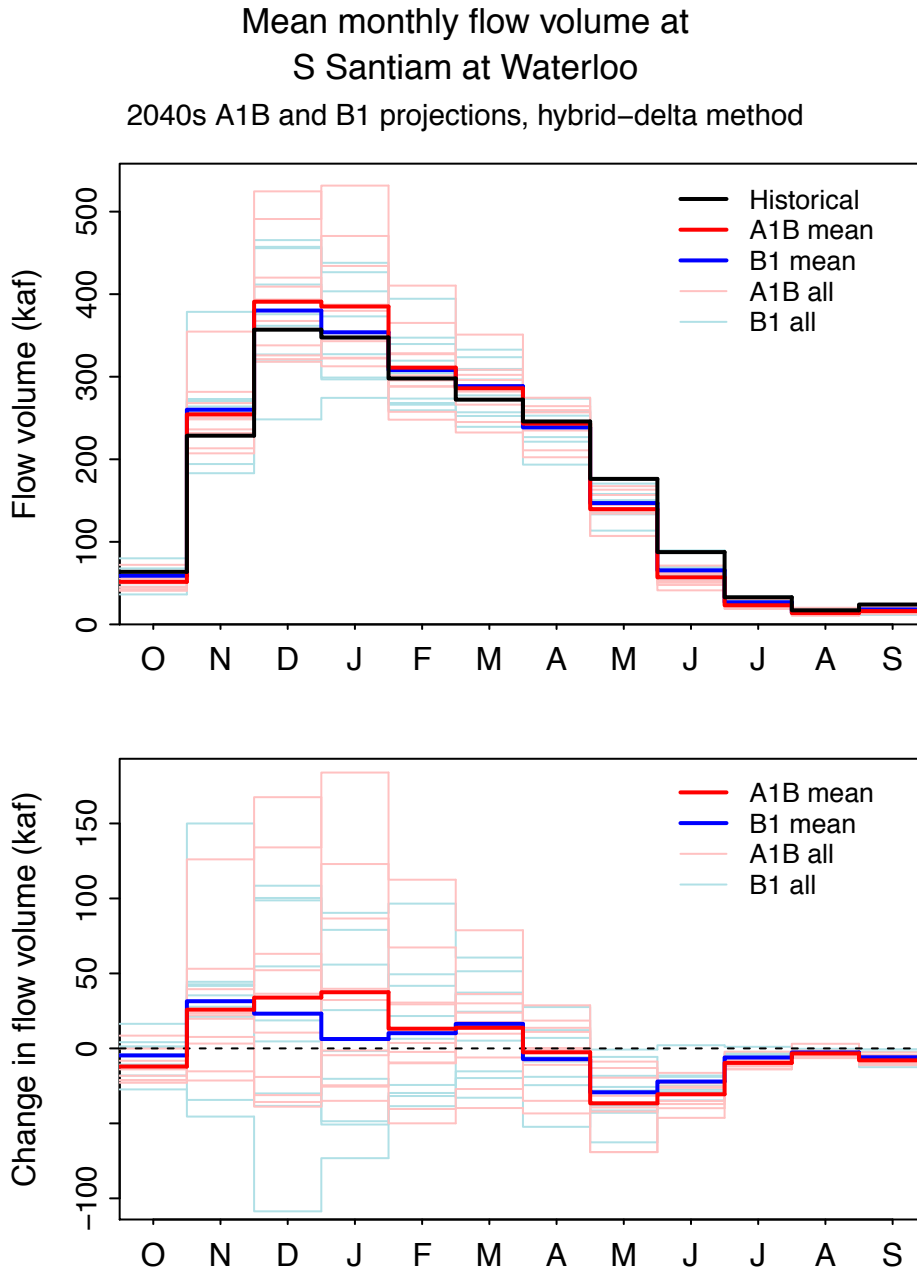 Mean monthly flow volume at
S Santiam at Waterloo
2040s A1B and B1 projections, hybrid−delta method
Flow volume (kaf)
500
400
300
200
100
0
Historical
A1B mean
B1 mean
A1B all
B1 all
O N D J F M A M J J A S
Change in flow volume (kaf)
150
100
50
0
−100
A1B mean
B1 mean
A1B all
B1 all
O N D J F M A M J J A S